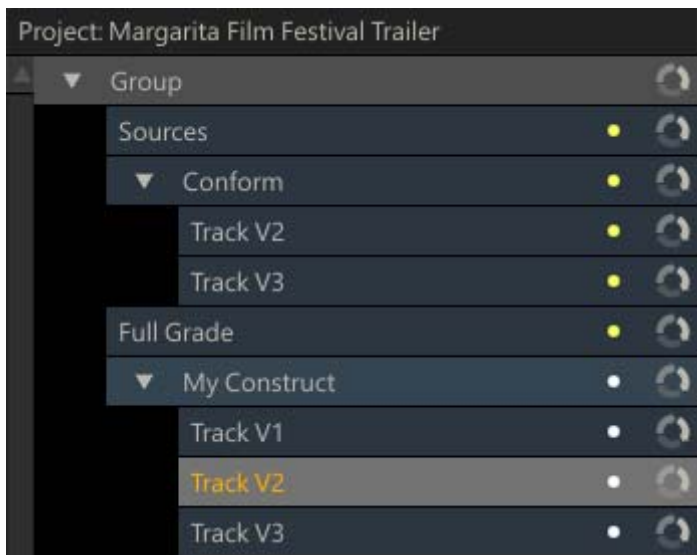 Project: Margarita Film Festival Trailer
Group
Sources
Conform
Track V2
Track V3
Full Grade
My Construct
Track V1
Track V2
Track V3